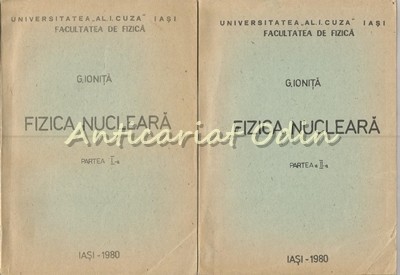 UNIVERSITATEA „AL.I.CUZA" IAŞI
FACULTATEA DE FIZICĂ
G.IONIŢĂ
FIZICA NUCLEARĂ
PARTEA I-a
IAŞI-1980
UNIVERSITATEA „AL.I.CUZA" IAŞI
FACULTATEA DE FIZICĂ
G.IONIŢĂ
FIZICA NUCLEARĂ
PARTEA a II-a
IAŞI-1980
Anticariat Odin